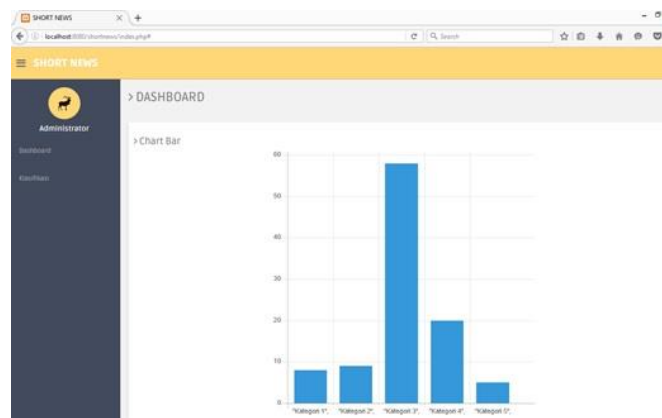 SHORT NEWS
localhost:8080/shortnews/index.php#
Search
SHORT NEWS
Administrator
Dashboard
Klasifikasi
> DASHBOARD
> Chart Bar
60
50
40
30
20
10
0
"Kategori 1", "Kategori 2", "Kategori 3", "Kategori 4", "Kategori 5",